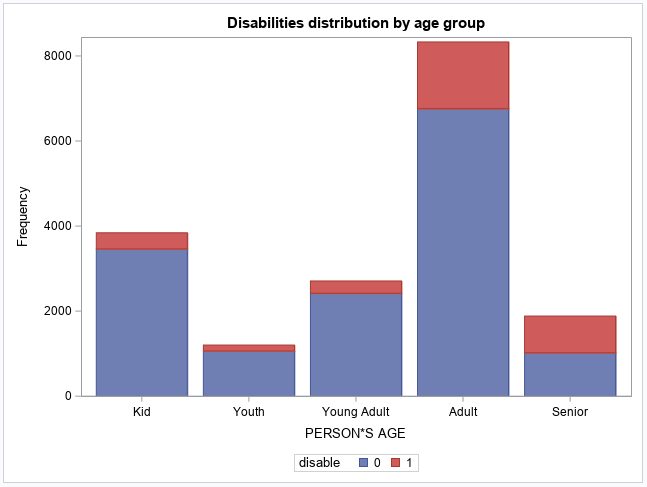 Disabilities distribution by age group
8000
6000
4000
2000
0
Frequency
Kid Youth Young Adult Adult Senior
PERSON*S AGE
disable 0 1